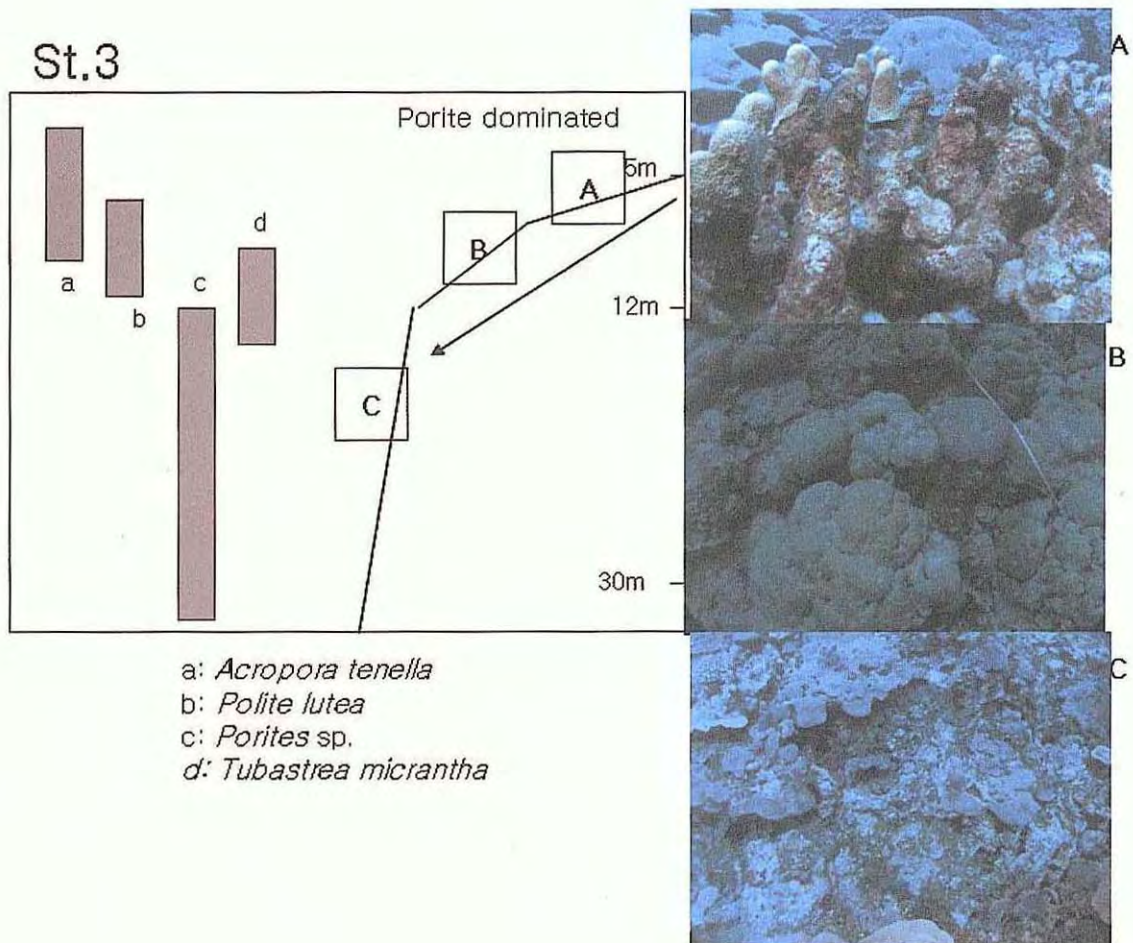 St.3
Porite dominated
A
5m
A
B
d
a
c
b
12m
B
C
30m
C
a: Acropora tenella
b: Polite lutea
c: Porites sp.
d: Tubastrea micrantha